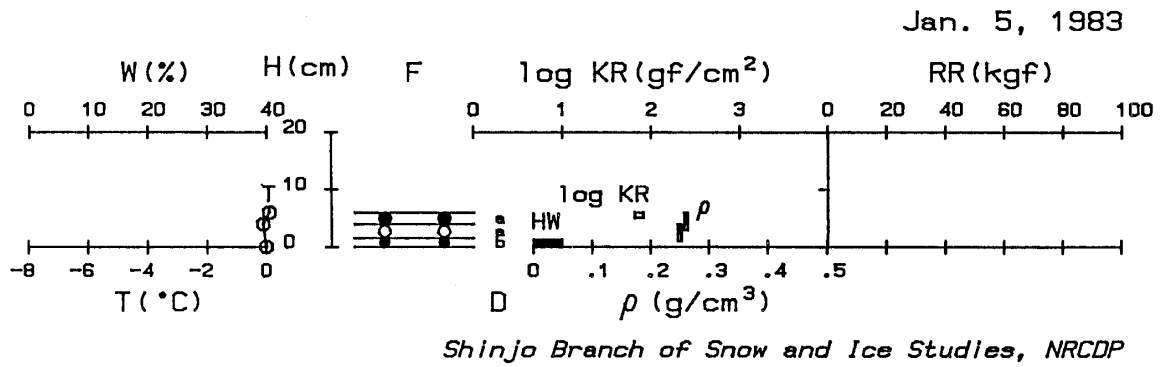 Jan. 5, 1983
W(%) H(cm) F log KR(gf/cm²) RR(kgf)
0 10 20 30 40 0 1 2 3 0 20 40 60 80 100
20
T 10 log KR ρ
HW a
a
0 b
-8 -6 -4 -2 0 0 .1 .2 .3 .4 .5
T(°C) D ρ(g/cm³)
Shinjo Branch of Snow and Ice Studies, NRCDP